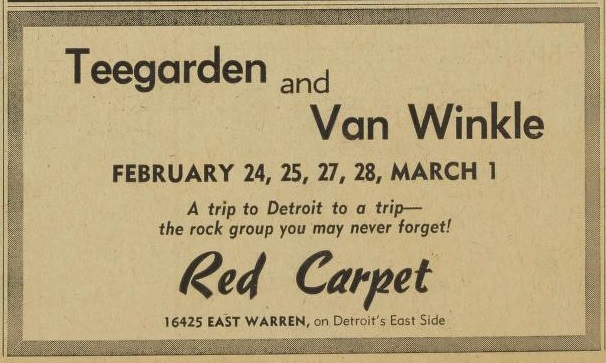 Teegarden and
Van Winkle
FEBRUARY 24, 25, 27, 28, MARCH 1
A trip to Detroit to a trip—
the rock group you may never forget!
Red Carpet
16425 EAST WARREN, on Detroit's East Side